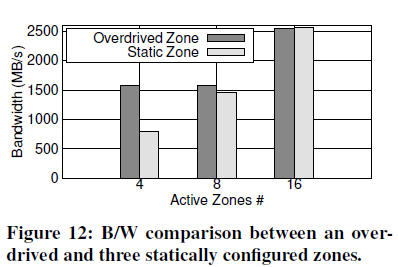 2500
2000
1500
1000
500
0
Bandwidth (MB/s)
Overdrived Zone
Static Zone
4 8 16
Active Zones #
Figure 12: B/W comparison between an over-
drived and three statically configured zones.